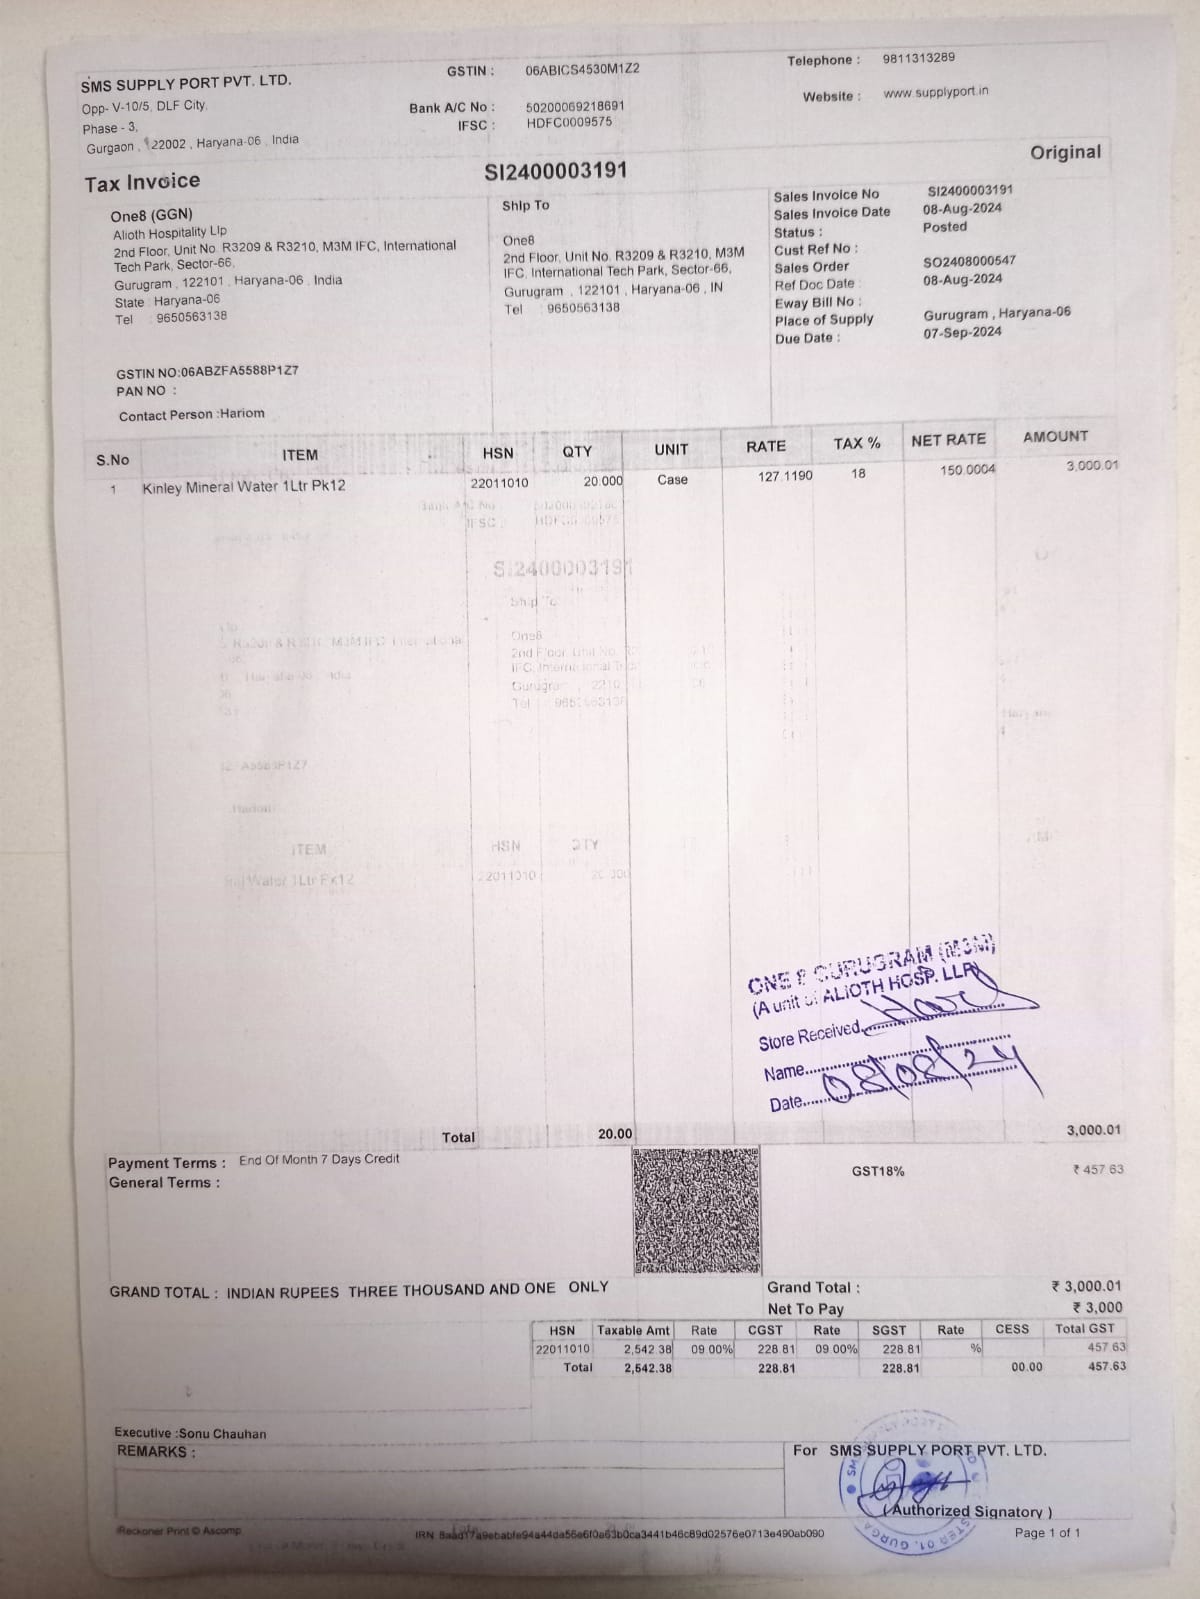 SMS SUPPLY PORT PVT. LTD.
Opp- V-10/5, DLF City,
Phase - 3,
Gurgaon , 122002 , Haryana-06 , India
GSTIN : 06ABICS4530M1Z2
Bank A/C No : 50200069218691
IFSC : HDFC0009575
Telephone : 9811313289
Website : www.supplyport.in
Original
Tax Invoice
SI2400003191
One8 (GGN)
Alioth Hospitality Llp
2nd Floor, Unit No. R3209 & R3210, M3M IFC, International
Tech Park, Sector-66,
Gurugram , 122101 , Haryana-06 , India
State : Haryana-06
Tel : 9650563138
GSTIN NO:06ABZFA5588P1Z7
PAN NO :
Contact Person :Hariom
Ship To
One8
2nd Floor, Unit No. R3209 & R3210, M3M
IFC, International Tech Park, Sector-66,
Gurugram , 122101 , Haryana-06 , IN
Tel : 9650563138
Sales Invoice No SI2400003191
Sales Invoice Date 08-Aug-2024
Status : Posted
Cust Ref No :
Sales Order SO2408000547
Ref Doc Date : 08-Aug-2024
Eway Bill No :
Place of Supply Gurugram , Haryana-06
Due Date : 07-Sep-2024
S.No ITEM HSN QTY UNIT RATE TAX % NET RATE AMOUNT
1 Kinley Mineral Water 1Ltr Pk12 22011010 20.000 Case 127.1190 18 150.0004 3,000.01
ONE 8 GURUGRAM (M3M)
(A unit of ALIOTH HOSP. LLP)
Store Received
Name
Date 08/08/24
Total 20.00 3,000.01
Payment Terms : End Of Month 7 Days Credit
General Terms :
GST18% ₹ 457.63
GRAND TOTAL : INDIAN RUPEES THREE THOUSAND AND ONE ONLY
Grand Total : ₹ 3,000.01
Net To Pay ₹ 3,000
HSN Taxable Amt Rate CGST Rate SGST Rate CESS Total GST
22011010 2,542.38 09.00% 228.81 09.00% 228.81 % 457.63
Total 2,542.38 228.81 228.81 00.00 457.63
Executive :Sonu Chauhan
REMARKS :
For SMS SUPPLY PORT PVT. LTD.
(Authorized Signatory )
iReckoner Print © Ascomp
Page 1 of 1